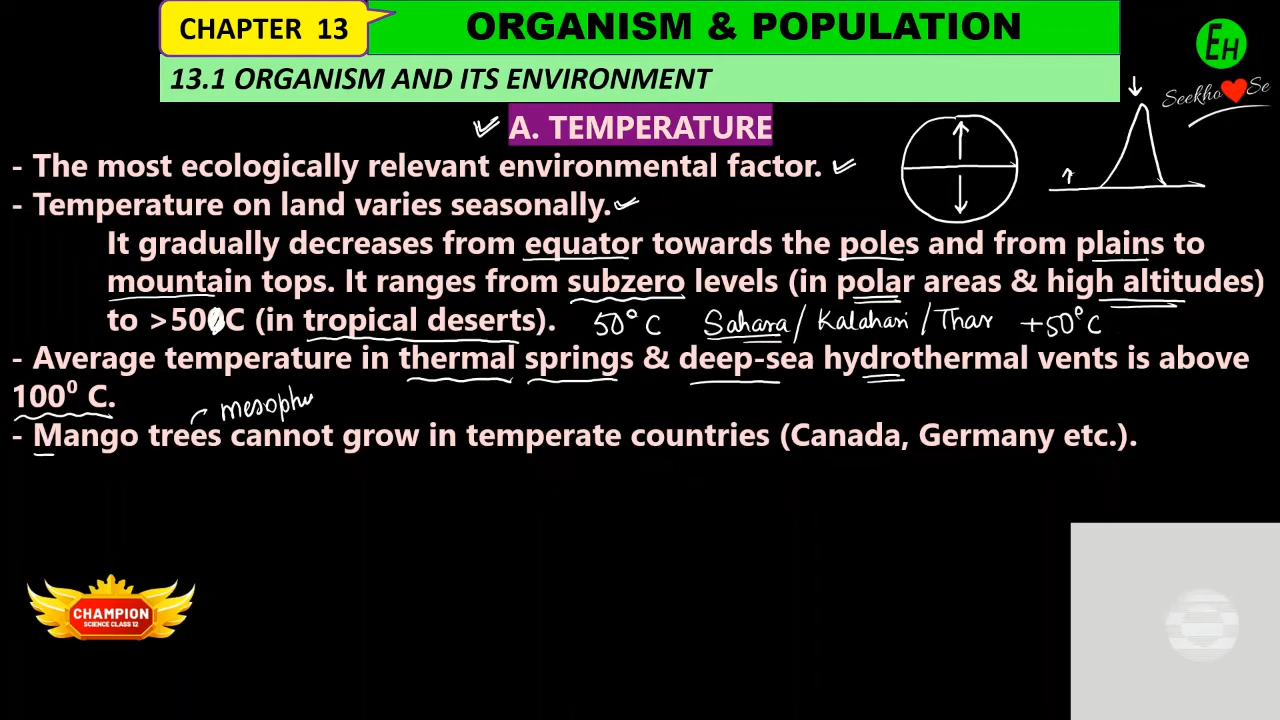 CHAPTER 13
ORGANISM & POPULATION
EH
13.1 ORGANISM AND ITS ENVIRONMENT
Seekho Se
A. TEMPERATURE
- The most ecologically relevant environmental factor.
- Temperature on land varies seasonally.
It gradually decreases from equator towards the poles and from plains to
mountain tops. It ranges from subzero levels (in polar areas & high altitudes)
to >500C (in tropical deserts). 50°C Sahara / Kalahari / Thar +50°C
- Average temperature in thermal springs & deep-sea hydrothermal vents is above
100⁰ C.
mesophy
- Mango trees cannot grow in temperate countries (Canada, Germany etc.).
CHAMPION
SCIENCE CLASS 12